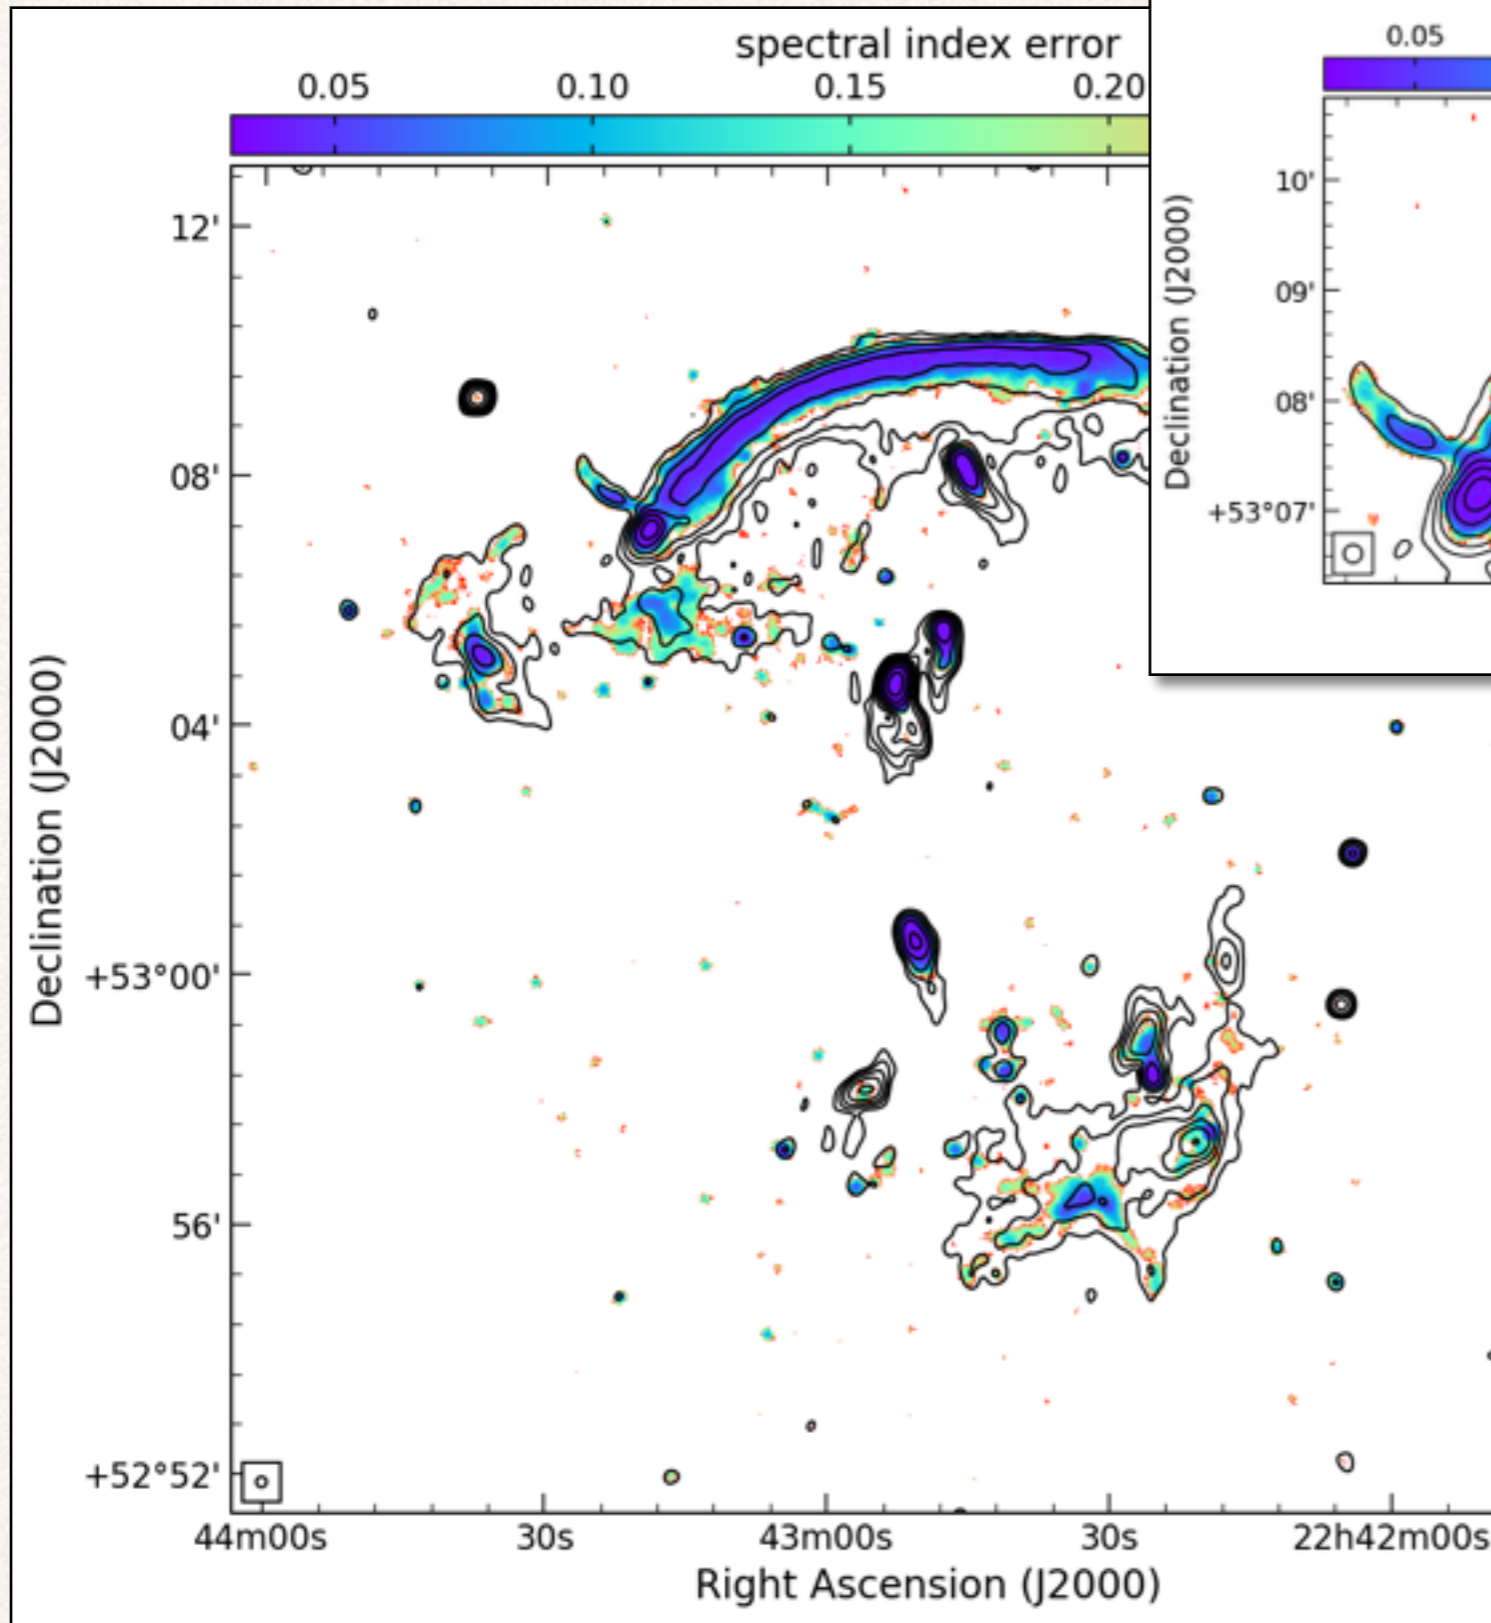 spectral index error
0.05 0.10 0.15 0.20
12'
08'
04'
+53°00'
56'
+52°52'
Declination (J2000)
44m00s 30s 43m00s 30s 22h42m00s
Right Ascension (J2000)
0.05
10'
09'
08'
+53°07'
Declination (J2000)